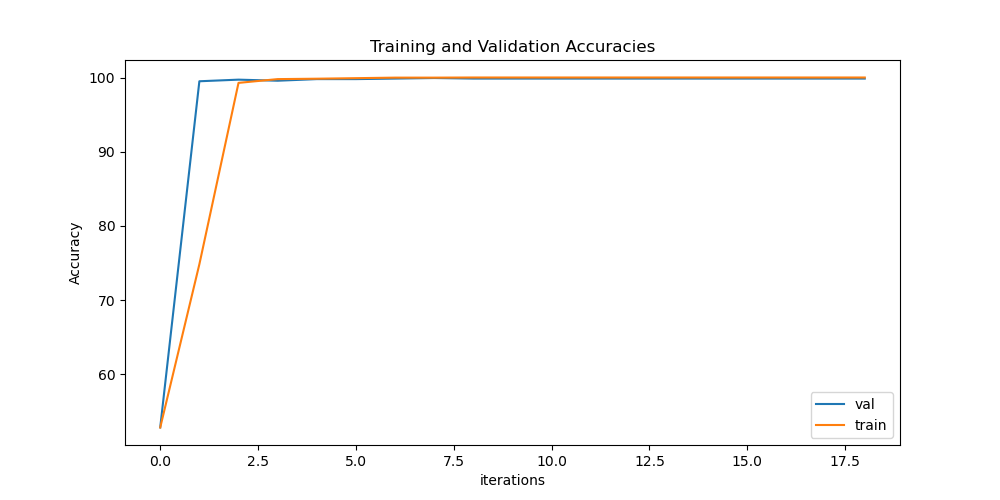 Training and Validation Accuracies
Accuracy
100
90
80
70
60
0.0 2.5 5.0 7.5 10.0 12.5 15.0 17.5
iterations
val
train